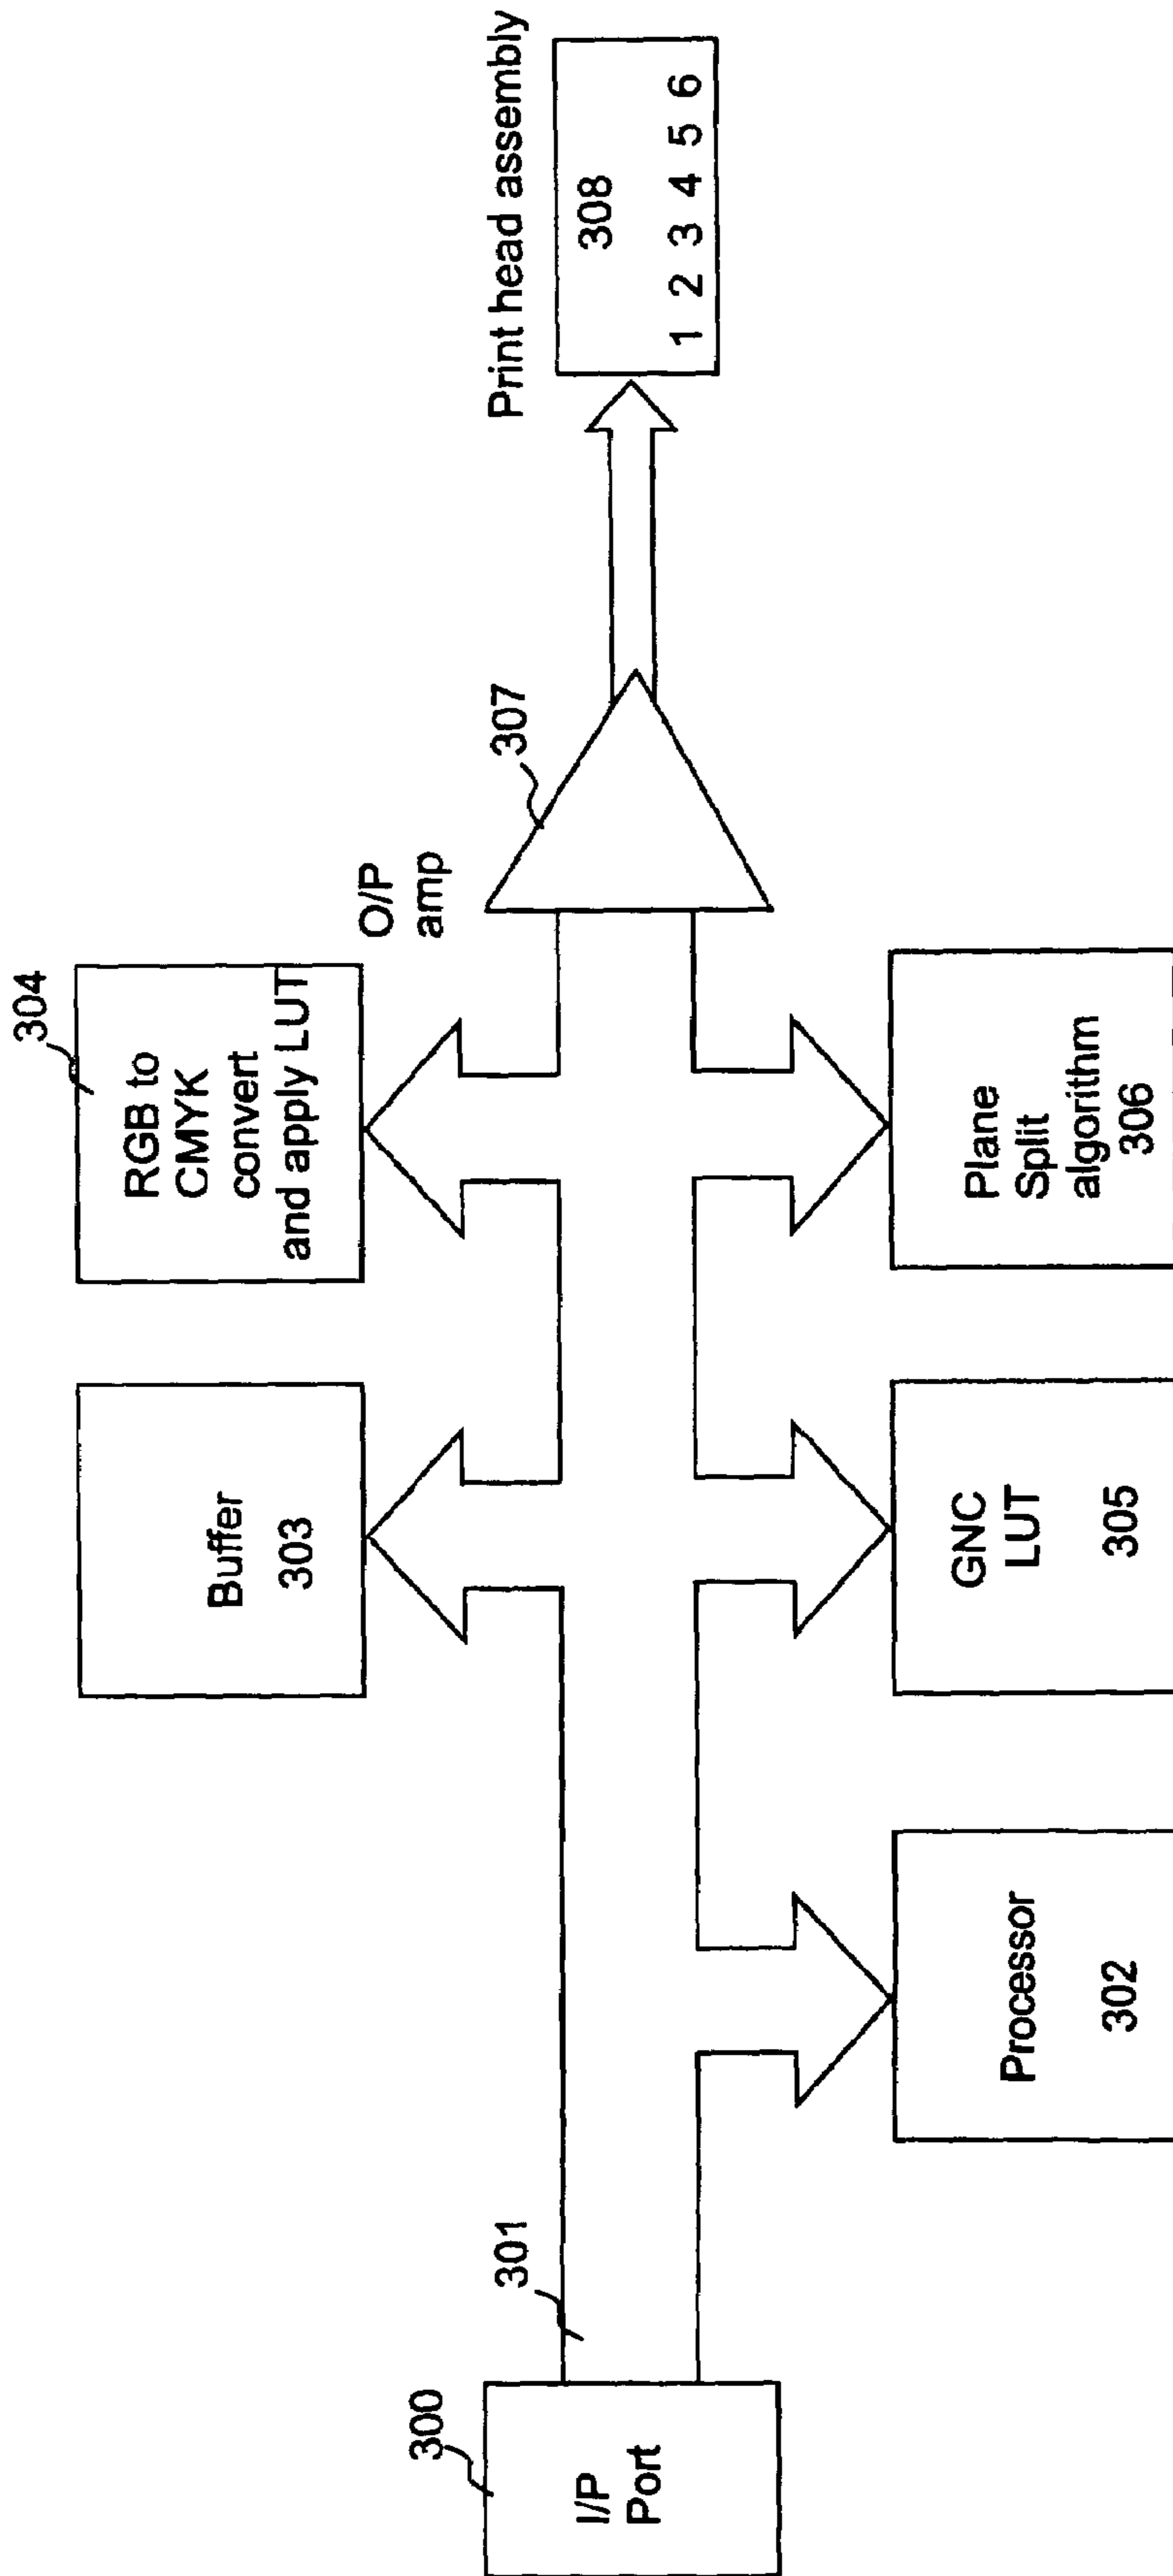 304
RGB to
CMYK
convert
and apply LUT
Buffer
303
O/P
amp
307
Print head assembly
308
1 2 3 4 5 6
300
I/P
Port
301
Processor
302
GNC
LUT
305
Plane
Split
algorithm
306